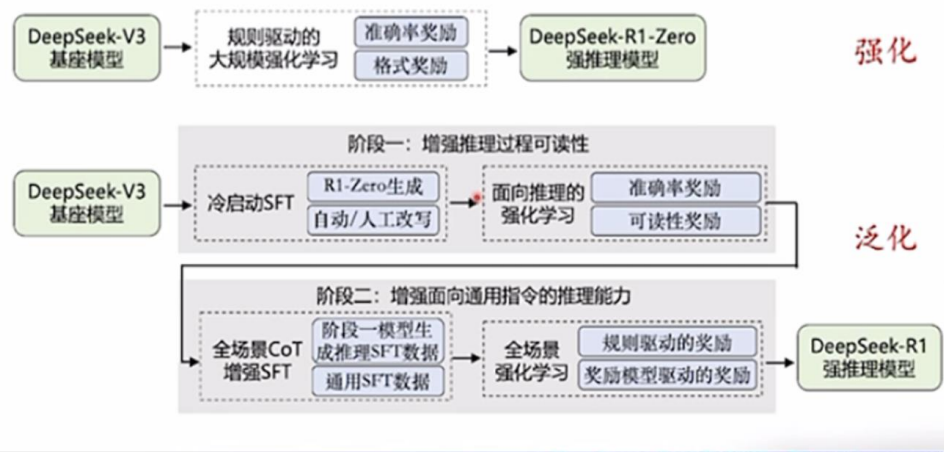 DeepSeek-V3
基座模型
规则驱动的
大规模强化学习
准确率奖励
格式奖励
DeepSeek-R1-Zero
强推理模型
强化
阶段一：增强推理过程可读性
DeepSeek-V3
基座模型
冷启动SFT
R1-Zero生成
自动/人工改写
面向推理的
强化学习
准确率奖励
可读性奖励
泛化
阶段二：增强面向通用指令的推理能力
全场景CoT
增强SFT
阶段一模型生
成推理SFT数据
通用SFT数据
全场景
强化学习
规则驱动的奖励
奖励模型驱动的奖励
DeepSeek-R1
强推理模型